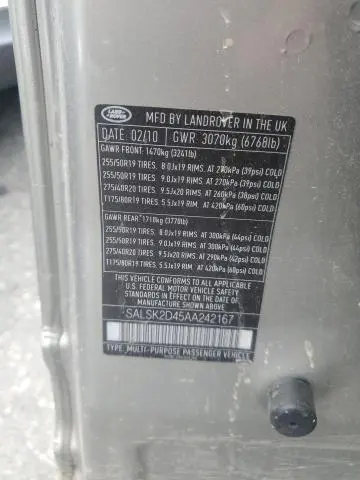 LAND ROVER
MFD BY LANDROVER IN THE UK
DATE 02/10 GWR. 3070kg (6768lb)
GAWR FRONT. 1470kg (3241lb)
255/50R19 TIRES. 8.0Jx19 RIMS. AT 270kPa (39psi) COLD
255/50R19 TIRES. 9.0Jx19 RIMS. AT 270kPa (39psi) COLD
275/40R20 TIRES. 9.5Jx20 RIMS. AT 260kPa (38psi) COLD
T175/80R19 TIRES. 5.5Jx19 RIM. AT 420kPa (60psi) COLD
GAWR REAR 1710kg (3770lb)
255/50R19 TIRES. 8.0Jx19 RIMS. AT 300kPa (44psi) COLD
255/50R19 TIRES. 9.0Jx19 RIMS. AT 300kPa (44psi) COLD
275/40R20 TIRES. 9.5Jx20 RIMS. AT 290kPa (42psi) COLD
T175/80R19 TIRES. 5.5Jx19 RIM. AT 420kPa (60psi) COLD
THIS VEHICLE CONFORMS TO ALL
APPLICABLE U.S. FEDERAL MOTOR VEHICLE
SAFETY STANDARDS IN EFFECT ON THE DATE OF
MANUFACTURE SHOWN ABOVE
SALSK2D45AA242167
TYPE: MULTI-PURPOSE PASSENGER VEHICLE